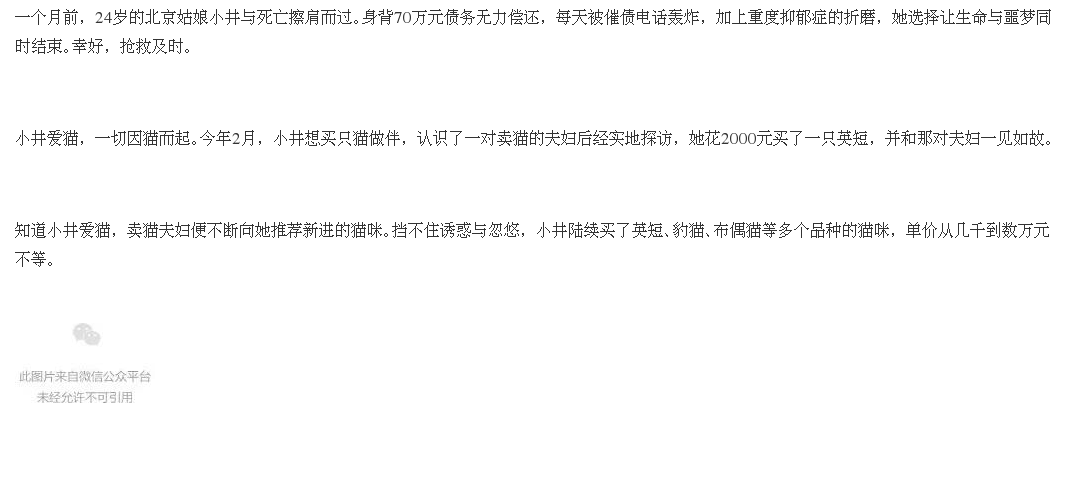 一个月前，24岁的北京姑娘小井与死亡擦肩而过。身背70万元债务无力偿还，每天被催债电话轰炸，加上重度抑郁症的折磨，她选择让生命与噩梦同
时结束。幸好，抢救及时。
小井爱猫，一切因猫而起。今年2月，小井想买只猫做伴，认识了一对卖猫的夫妇后经实地探访，她花2000元买了一只英短，并和那对夫妇一见如故。
知道小井爱猫，卖猫夫妇便不断向她推荐新进的猫咪。挡不住诱惑与忽悠，小井陆续买了英短、豹猫、布偶猫等多个品种的猫咪，单价从几千到数万元
不等。
此图片来自微信公众平台
未经允许不可引用